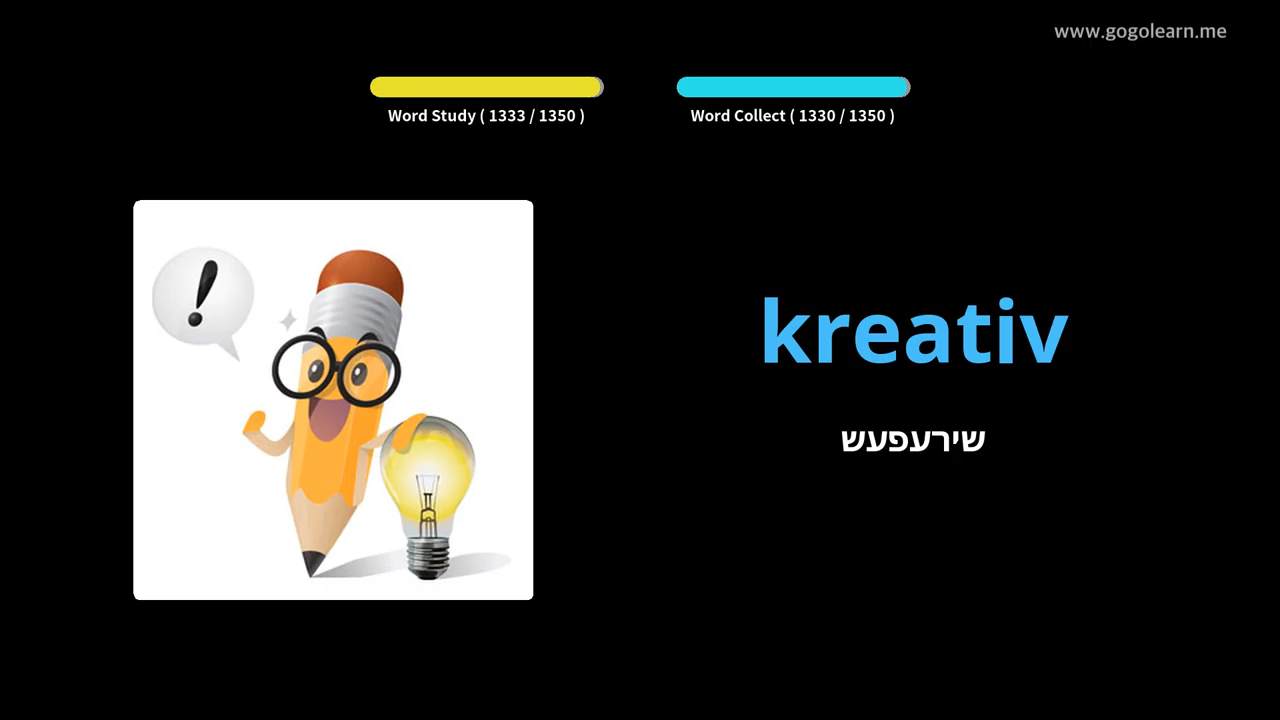 www.gogolearn.me
Word Study ( 1333 / 1350 )
Word Collect ( 1330 / 1350 )
!
kreativ
שירעפעש